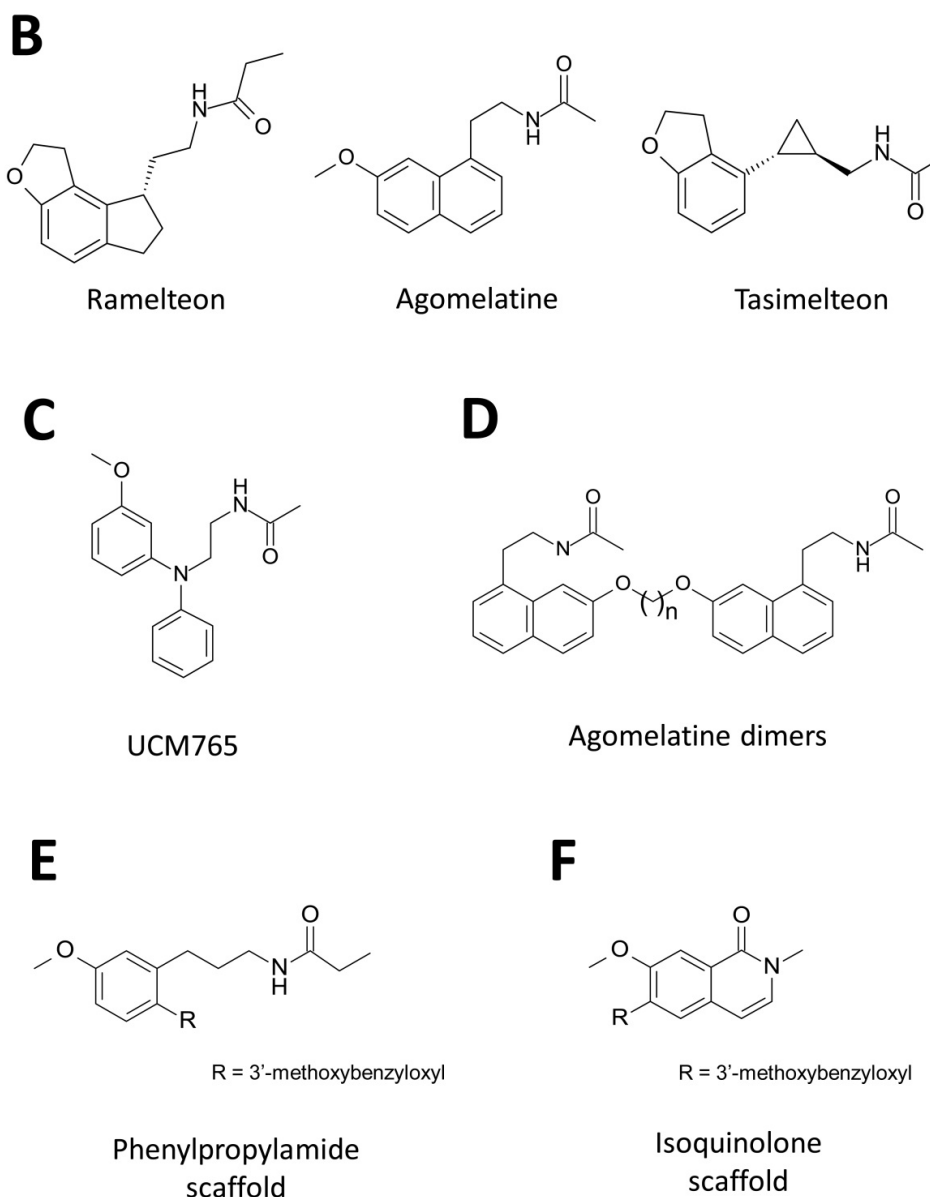 B
H
N
O
O
Ramelteon
O
N
H
O
Agomelatine
O
H
N
O
Tasimelteon
C
O
H
N
O
N
UCM765
D
O
N
O
O
n
O
N
H
Agomelatine dimers
E
O
O
N
H
R
R = 3'-methoxybenzyloxyl
Phenylpropylamide
scaffold
F
O
O
N
R
R = 3'-methoxybenzyloxyl
Isoquinolone
scaffold